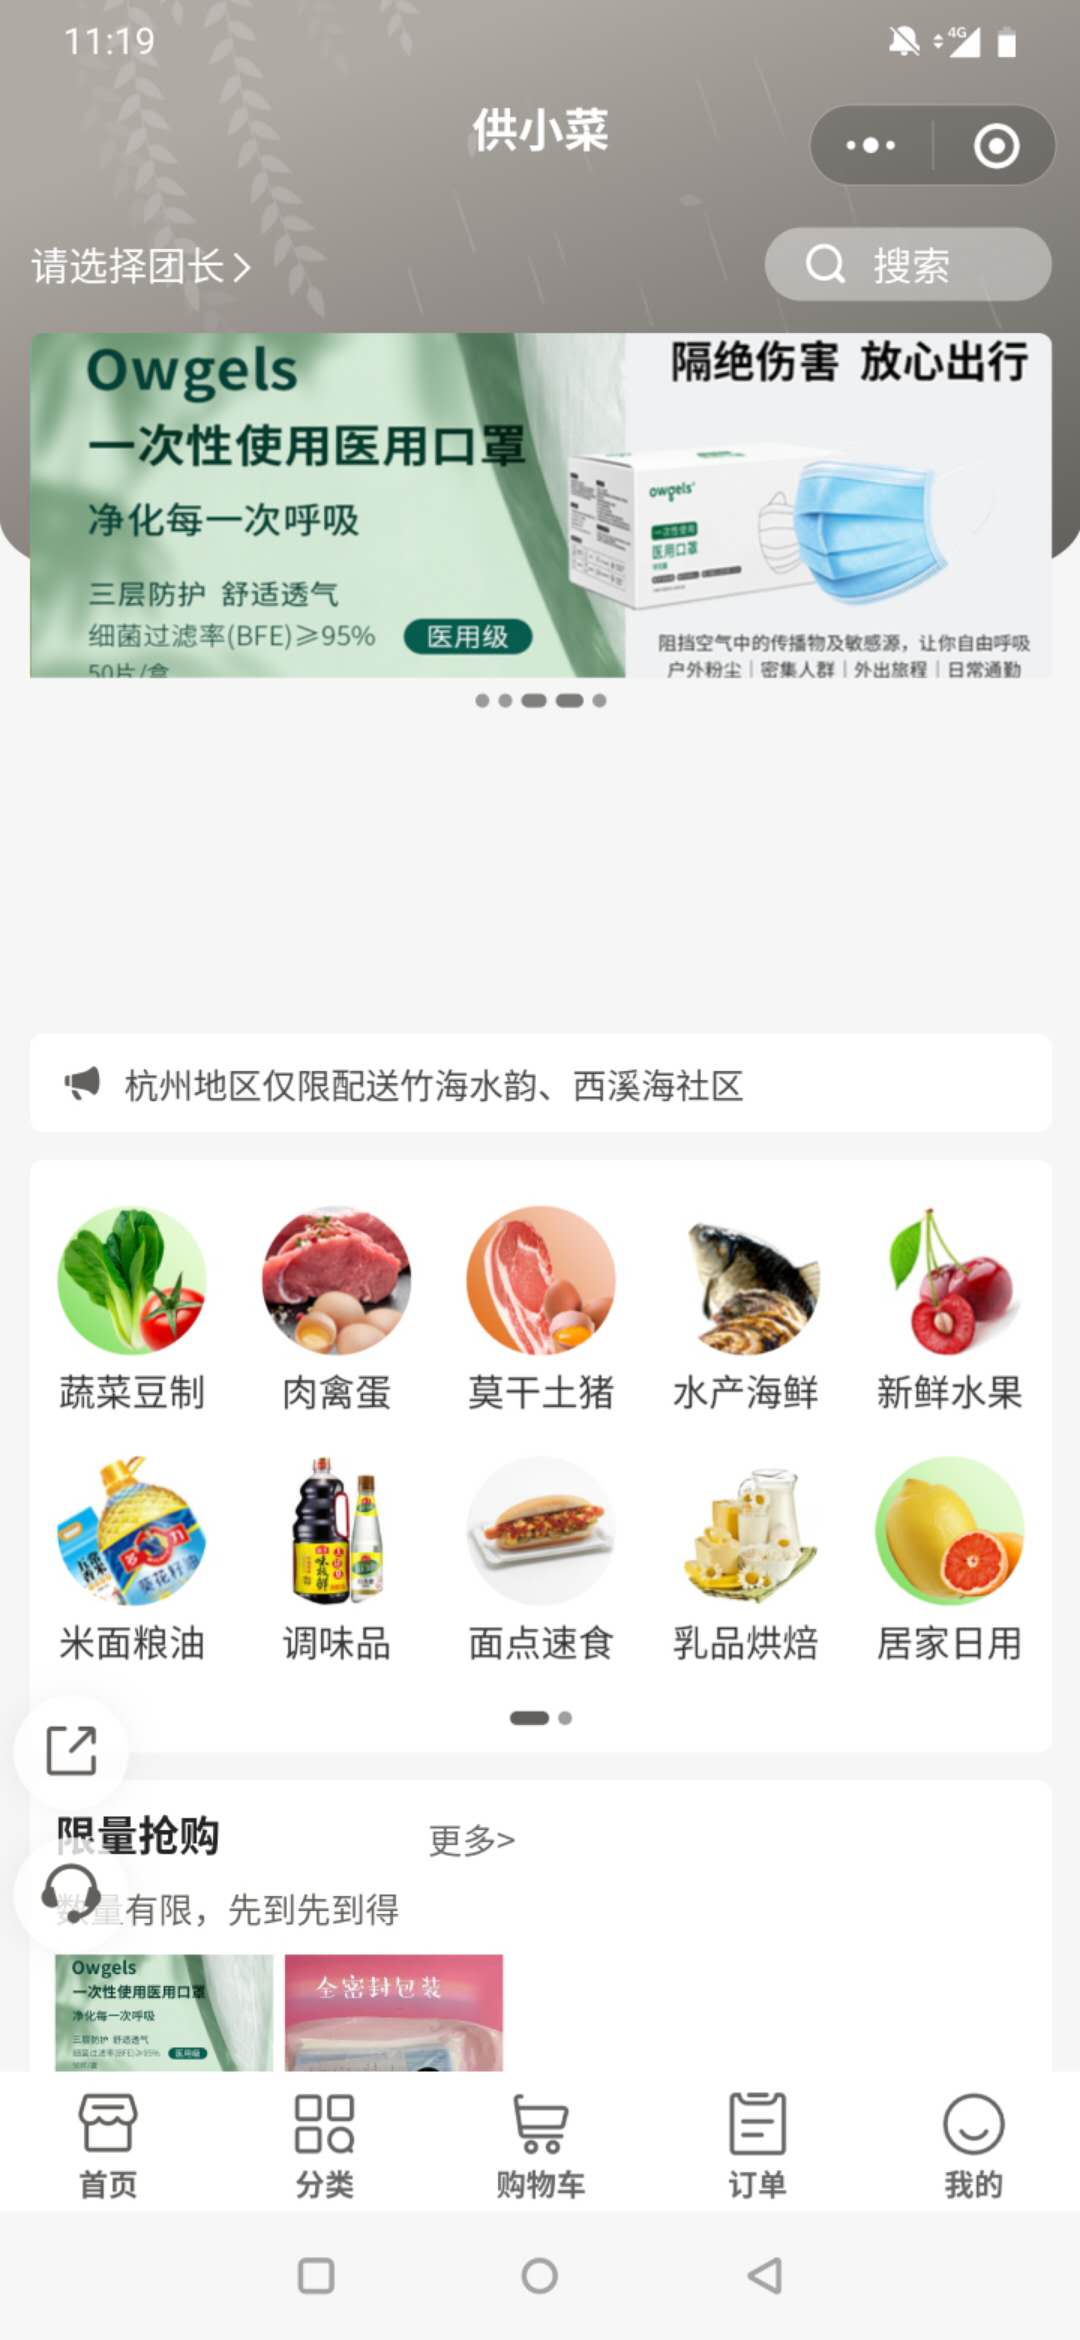 11:19
4G
供小菜
请选择团长
搜索
Owgels
一次性使用医用口罩
净化每一次呼吸
三层防护 舒适透气
细菌过滤率(BFE)≥95% 医用级
50片/盒
隔绝伤害 放心出行
owgels
一次性使用
医用口罩
阻挡空气中的传播物及敏感源，让你自由呼吸
户外粉尘｜密集人群｜外出旅程｜日常通勤
杭州地区仅限配送竹海水韵、西溪海社区
蔬菜豆制
肉禽蛋
莫干土猪
水产海鲜
新鲜水果
多力
葵花籽油
味极鲜
米面粮油
调味品
面点速食
乳品烘焙
居家日用
限量抢购
更多>
数量有限，先到先到得
Owgels
一次性使用医用口罩
净化每一次呼吸
三层防护 舒适透气
细菌过滤率(BFE)≥95% 医用级
全密封包装
首页
分类
购物车
订单
我的